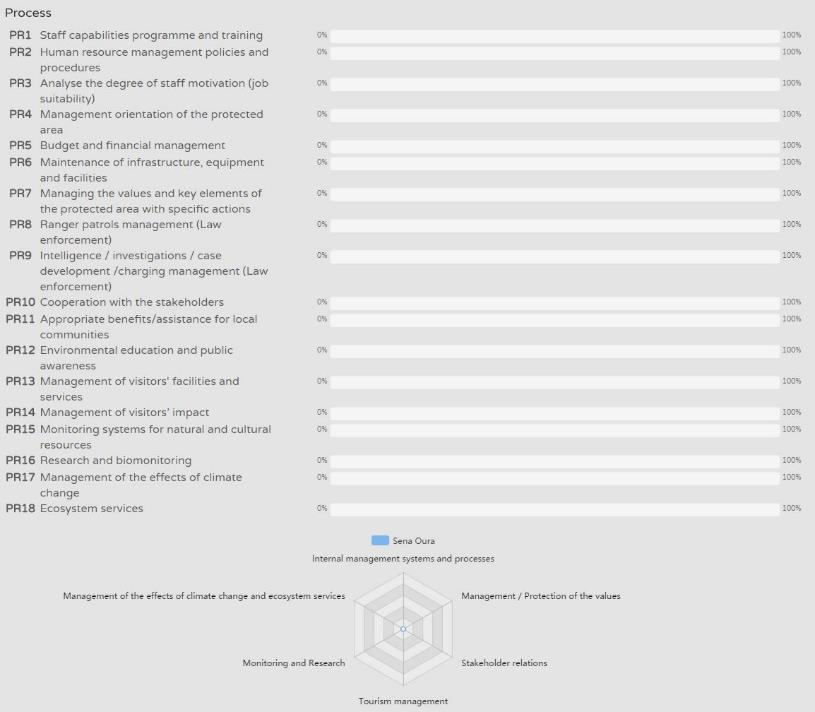 Process
PR1 Staff capabilities programme and training 0% 100%
PR2 Human resource management policies and 0% 100%
procedures
PR3 Analyse the degree of staff motivation (job 0% 100%
suitability)
PR4 Management orientation of the protected 0% 100%
area
PR5 Budget and financial management 0% 100%
PR6 Maintenance of infrastructure, equipment 0% 100%
and facilities
PR7 Managing the values and key elements of 0% 100%
the protected area with specific actions
PR8 Ranger patrols management (Law 0% 100%
enforcement)
PR9 Intelligence / investigations / case 0% 100%
development /charging management (Law
enforcement)
PR10 Cooperation with the stakeholders 0% 100%
PR11 Appropriate benefits/assistance for local 0% 100%
communities
PR12 Environmental education and public 0% 100%
awareness
PR13 Management of visitors' facilities and 0% 100%
services
PR14 Management of visitors' impact 0% 100%
PR15 Monitoring systems for natural and cultural 0% 100%
resources
PR16 Research and biomonitoring 0% 100%
PR17 Management of the effects of climate 0% 100%
change
PR18 Ecosystem services 0% 100%
Sena Oura
Internal management systems and processes
Management of the effects of climate change and ecosystem services Management / Protection of the values
Monitoring and Research Stakeholder relations
Tourism management